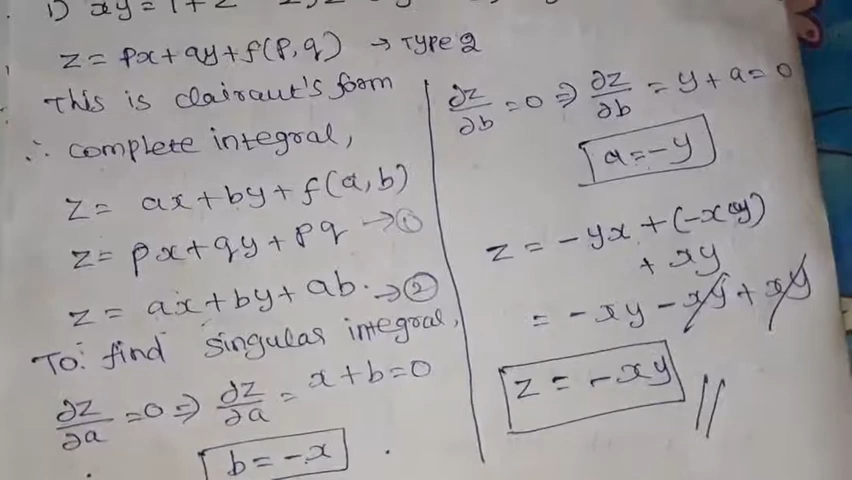 z = px + qy + f(p, q) → Type 2
This is clairaut's form
∴ complete integral,
z = ax + by + f(a, b)
z = px + qy + pq → ①
z = ax + by + ab. → ②
To: find singular integral,
∂z/∂a = 0 ⇒ ∂z/∂a = x + b = 0
b = -x
∂z/∂b = 0 ⇒ ∂z/∂b = y + a = 0
a = -y
z = -yx + (-xy)
+ xy
= -xy - xy + xy
z = -xy //